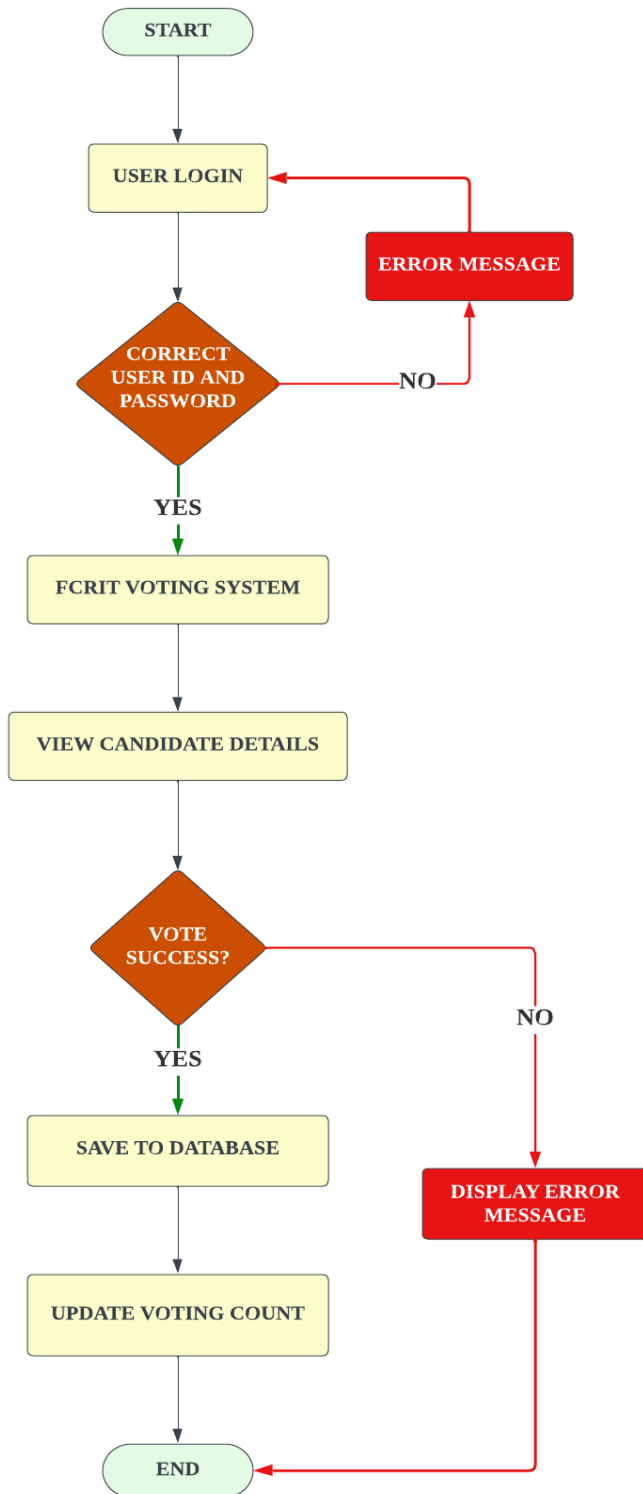 START
USER LOGIN
ERROR MESSAGE
CORRECT
USER ID AND
PASSWORD
NO
YES
FCRIT VOTING SYSTEM
VIEW CANDIDATE DETAILS
VOTE
SUCCESS?
NO
YES
SAVE TO DATABASE
DISPLAY ERROR
MESSAGE
UPDATE VOTING COUNT
END